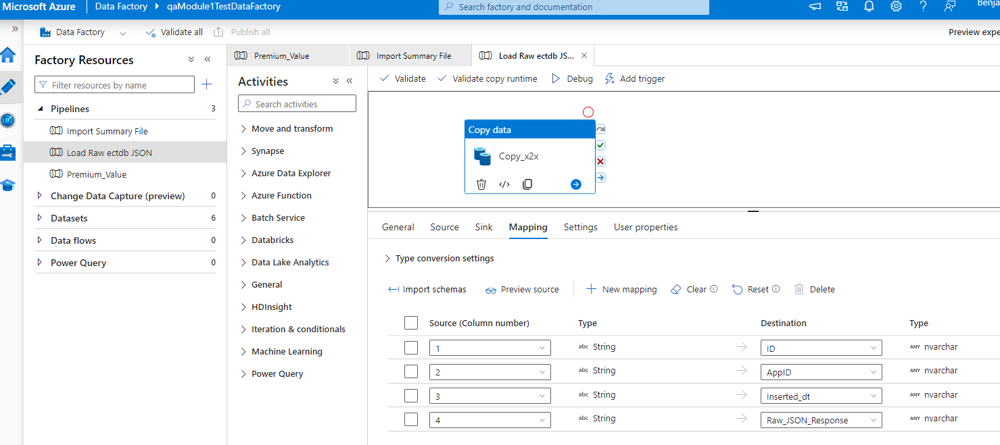 Microsoft Azure
Data Factory
qaModule1TestDataFactory
Search factory and documentation
Data Factory
Validate all
Publish all
Factory Resources
Filter resources by name
Pipelines 3
Import Summary File
Load Raw ectdb JSON
Premium_Value
Change Data Capture (preview) 0
Datasets 6
Data flows 0
Power Query 0
Premium_Value
Import Summary File
Load Raw ectdb JS...
Activities
Search activities
Move and transform
Synapse
Azure Data Explorer
Azure Function
Batch Service
Databricks
Data Lake Analytics
General
HDInsight
Iteration & conditionals
Machine Learning
Power Query
Validate
Validate copy runtime
Debug
Add trigger
Copy data
Copy_x2x
General
Source
Sink
Mapping
Settings
User properties
Type conversion settings
Import schemas
Preview source
New mapping
Clear
Reset
Delete
Source (Column number) Type Destination Type
1 abc String ID ANY nvarchar
2 abc String AppID ANY nvarchar
3 abc String Inserted_dt ANY nvarchar
4 abc String Raw_JSON_Response ANY nvarchar